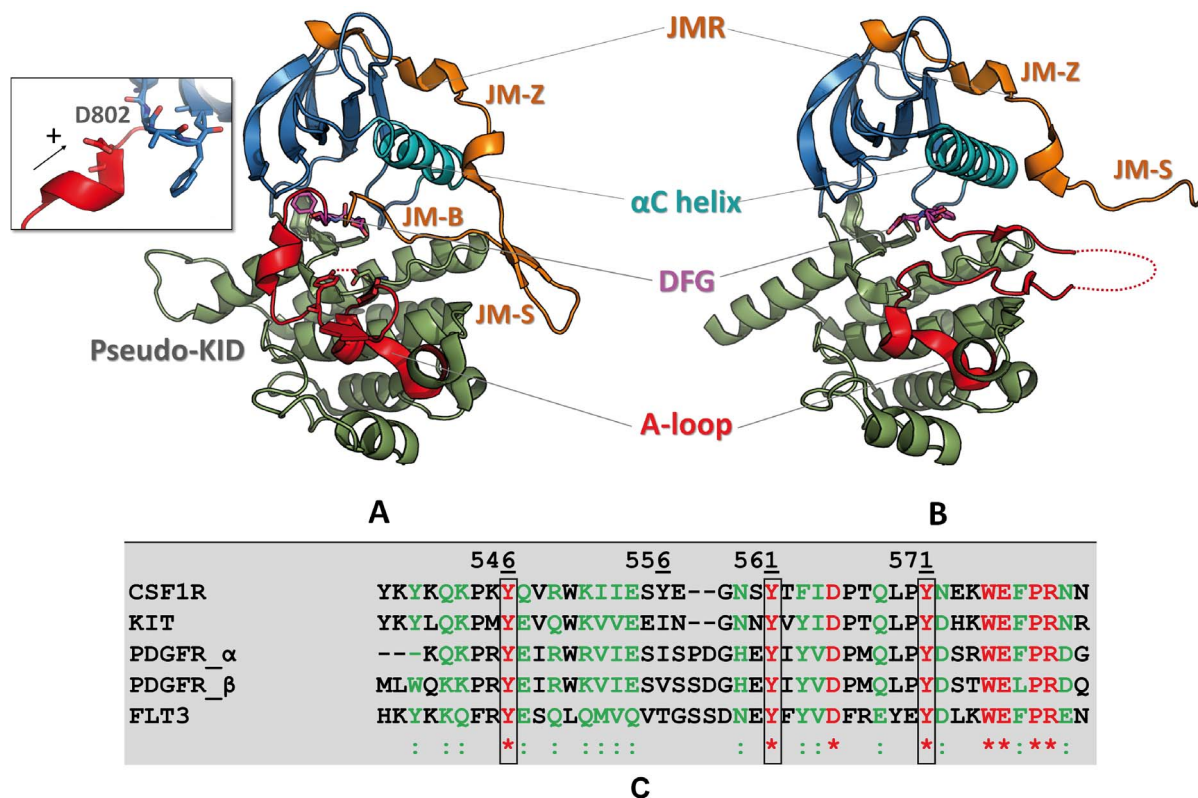 JMR
JM-Z
JM-Z
D802
+
αC helix
JM-B
JM-S
DFG
JM-S
Pseudo-KID
A-loop
A
B
546 556 561 571
CSF1R YKYKQKPKYQVRWKIIESYE--GNSYTFIDPTQLPYNEKWEFPRNN
KIT YKYLQKPMYEVQWKVVEEIN-GNNYVYIDPTQLPYDHKWEFPRNR
PDGFR_α ---KQKPRYEIRWRVIESISPDGHEYIYVDPMQLPYDSRWEFPRDG
PDGFR_β MLWQKKPRYEIRWKVIESVSSDGHEYIYVDPMQLPYDSTWELPRDQ
FLT3 HKYKKQFRYESQLQMVQVTGSSDNEYFYVDFREYEYDLKWEFPREN
: : : * : : : : : : : * : : * : * ** ** :
C